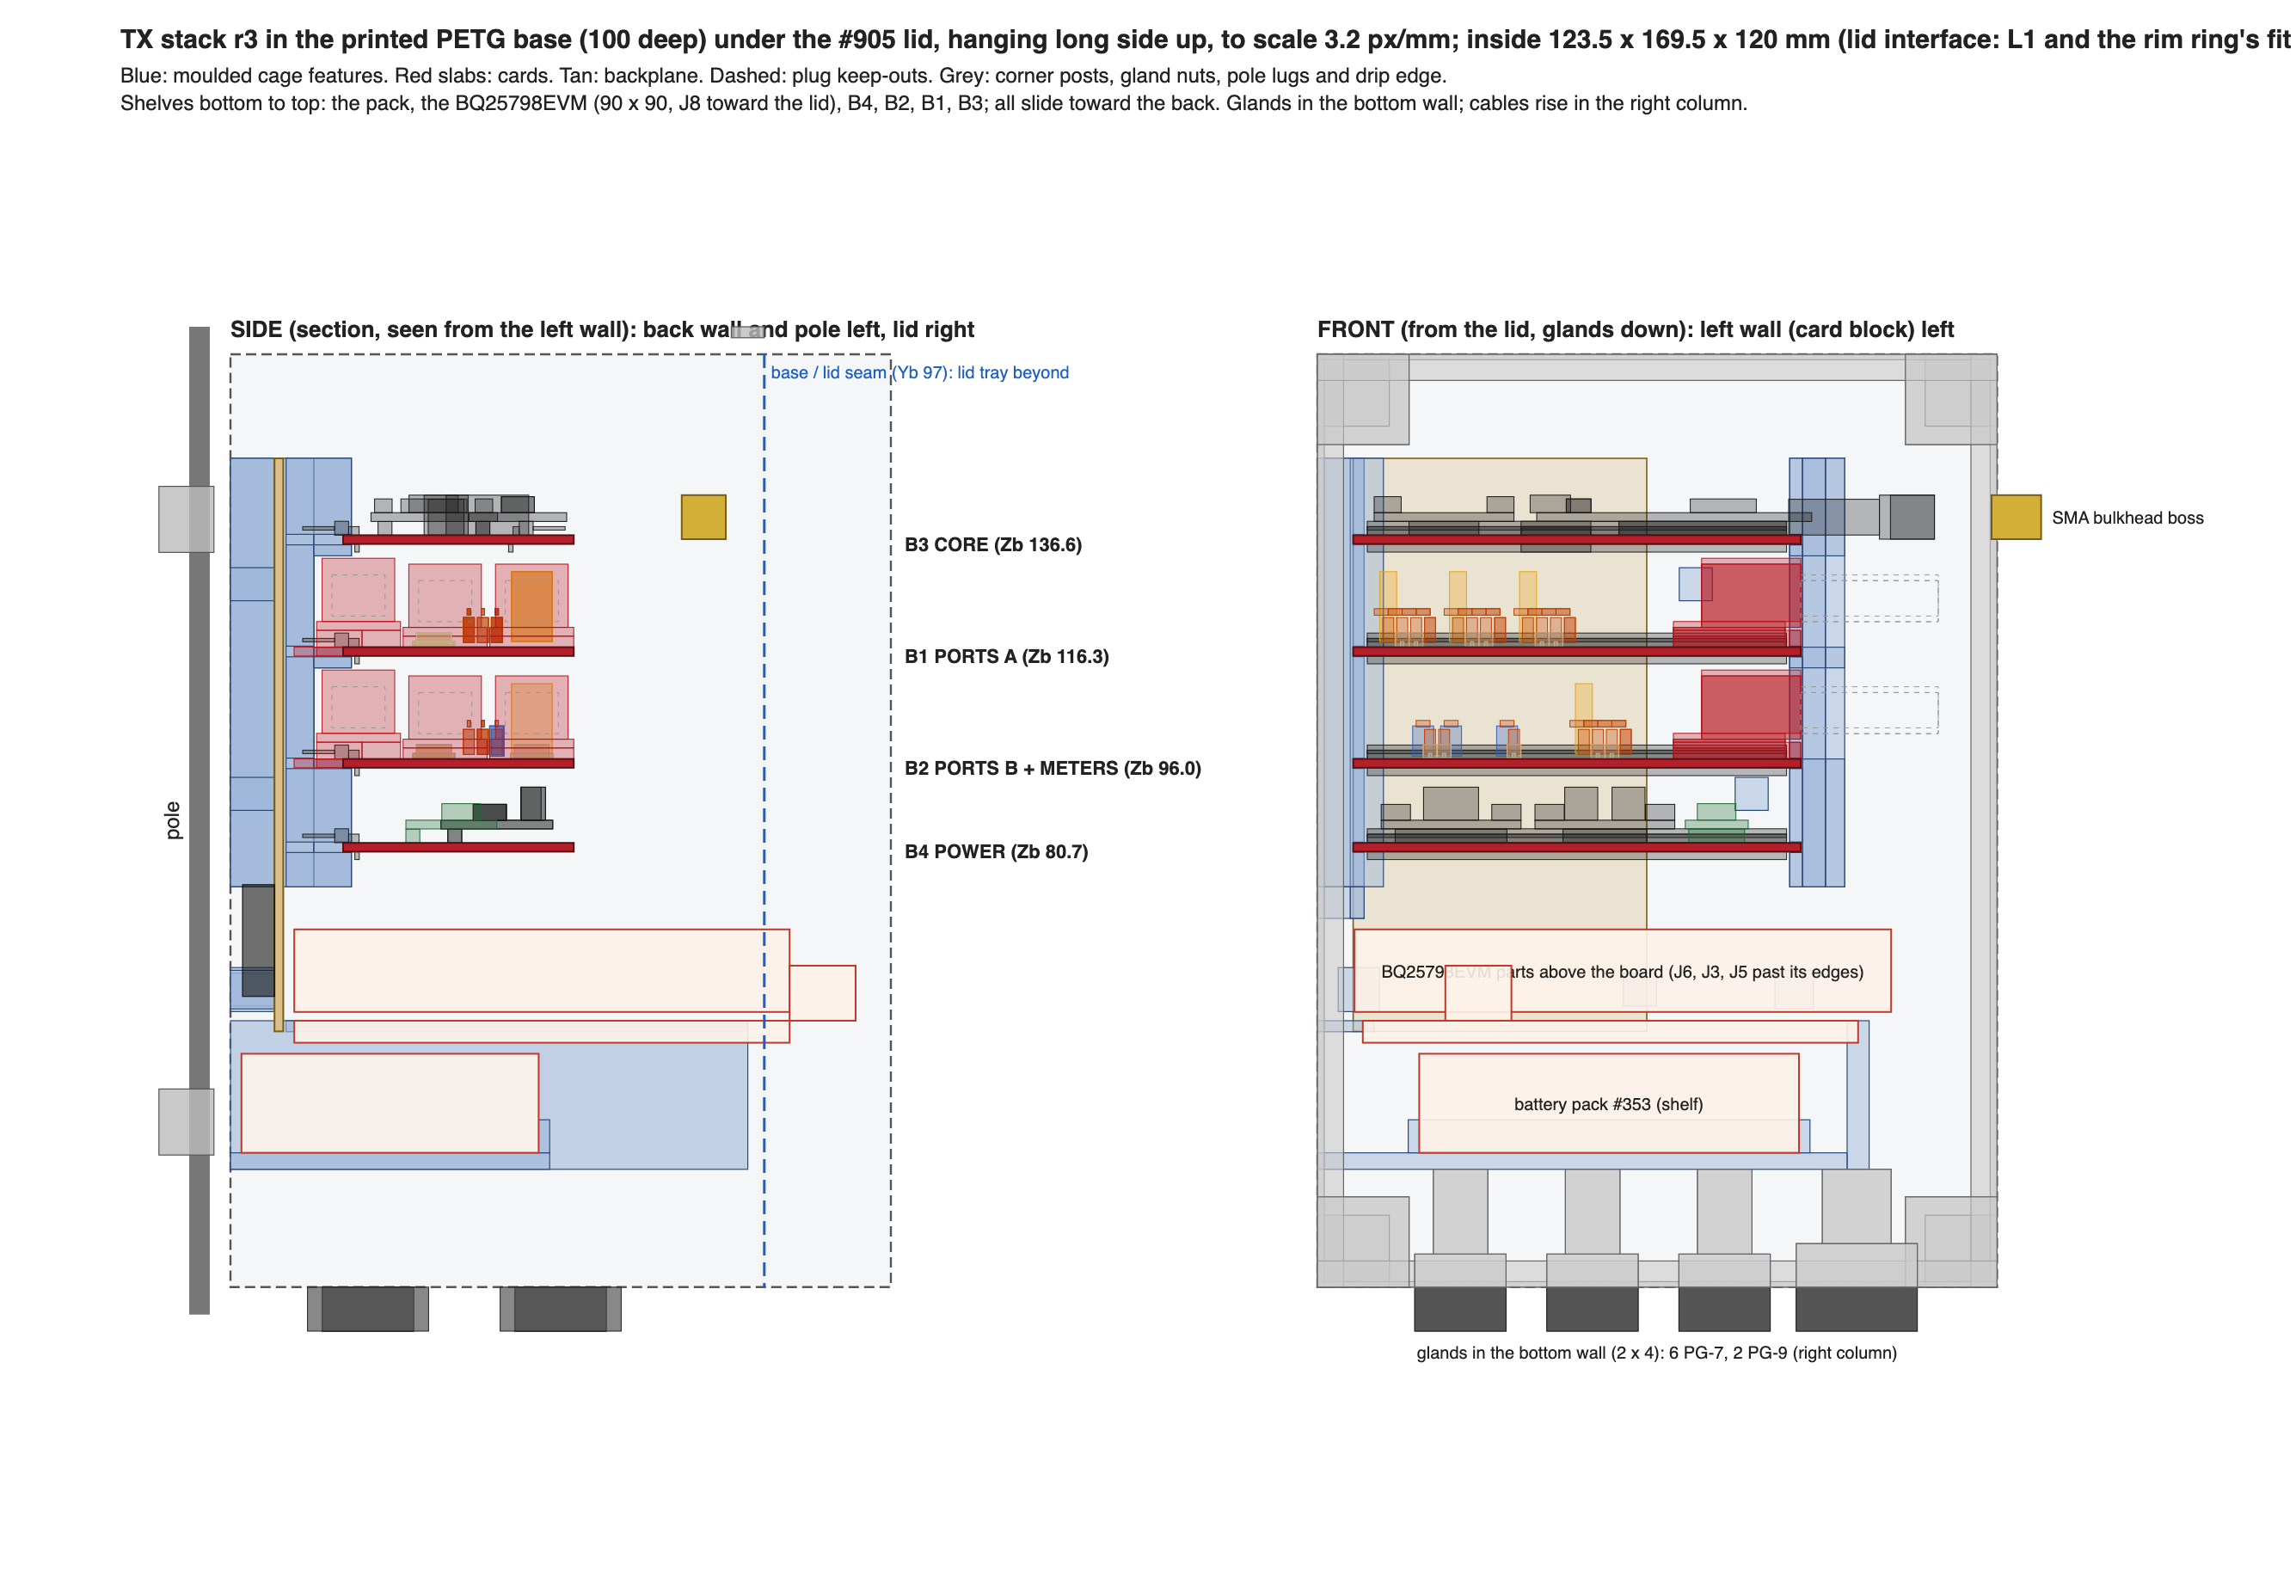 TX stack r3 in the printed PETG base (100 deep) under the #905 lid, hanging long side up, to scale 3.2 px/mm; inside 123.5 x 169.5 x 120 mm (lid interface: L1 and the rim ring's fit
Blue: moulded cage features. Red slabs: cards. Tan: backplane. Dashed: plug keep-outs. Grey: corner posts, gland nuts, pole lugs and drip edge.
Shelves bottom to top: the pack, the BQ25798EVM (90 x 90, J8 toward the lid), B4, B2, B1, B3; all slide toward the back. Glands in the bottom wall; cables rise in the right column.
SIDE (section, seen from the left wall): back wall and pole left, lid right
FRONT (from the lid, glands down): left wall (card block) left
base / lid seam (Yb 97): lid tray beyond
SMA bulkhead boss
B3 CORE (Zb 136.6)
B1 PORTS A (Zb 116.3)
B2 PORTS B + METERS (Zb 96.0)
pole
B4 POWER (Zb 80.7)
BQ25798EVM parts above the board (J6, J3, J5 past its edges)
battery pack #353 (shelf)
glands in the bottom wall (2 x 4): 6 PG-7, 2 PG-9 (right column)